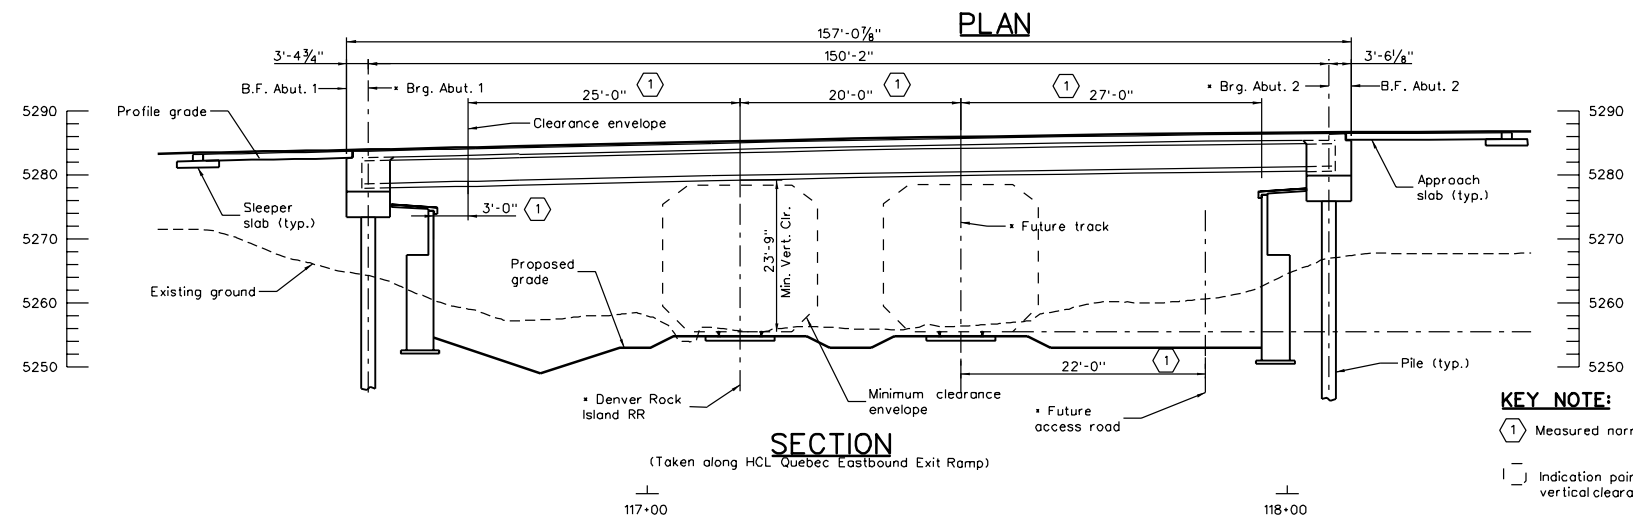 PLAN
157'-0⅞"
3'-4¾"
150'-2"
3'-6⅛"
B.F. Abut. 1
Brg. Abut. 1
1
1
1
Brg. Abut. 2
B.F. Abut. 2
25'-0"
20'-0"
27'-0"
5290
Profile grade
Clearance envelope
5290
5280
5280
Sleeper
slab (typ.)
3'-0"
1
Approach
slab (typ.)
23'-9"
Min. Vert. Clr.
Future track
5270
5270
Proposed
grade
Existing ground
5260
5260
5250
22'-0"
1
Pile (typ.)
5250
Denver Rock
Island RR
Minimum clearance
envelope
Future
access road
KEY NOTE:
1 Measured
SECTION
(Taken along HCL Quebec Eastbound Exit Ramp)
Indication
vertical
117+00
118+00